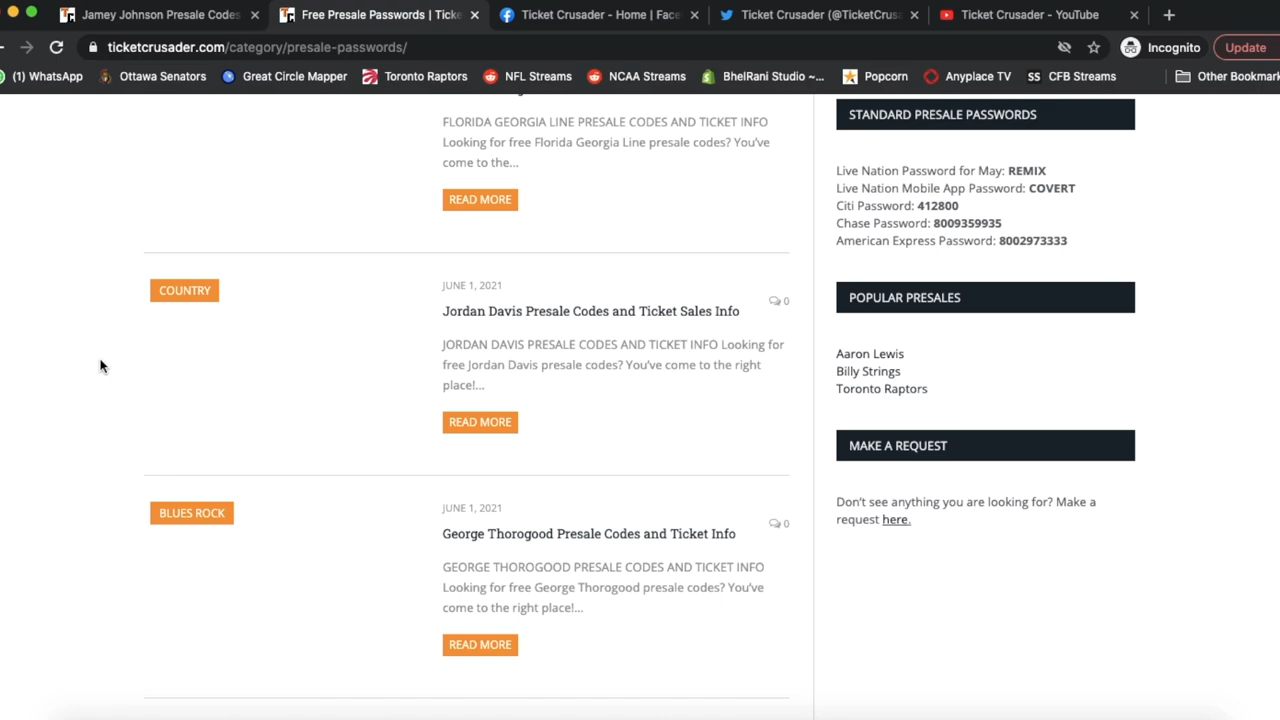 Jamey Johnson Presale Codes
Free Presale Passwords | Ticke
Ticket Crusader - Home | Face
Ticket Crusader (@TicketCrus
Ticket Crusader - YouTube
ticketcrusader.com/category/presale-passwords/
Incognito
Update
(1) WhatsApp
Ottawa Senators
Great Circle Mapper
Toronto Raptors
NFL Streams
NCAA Streams
BhelRani Studio ~...
Popcorn
Anyplace TV
SS CFB Streams
Other Bookmark
FLORIDA GEORGIA LINE PRESALE CODES AND TICKET INFO
Looking for free Florida Georgia Line presale codes? You've
come to the...
READ MORE
COUNTRY
JUNE 1, 2021
Jordan Davis Presale Codes and Ticket Sales Info
0
JORDAN DAVIS PRESALE CODES AND TICKET INFO Looking for
free Jordan Davis presale codes? You've come to the right
place!...
READ MORE
BLUES ROCK
JUNE 1, 2021
George Thorogood Presale Codes and Ticket Info
0
GEORGE THOROGOOD PRESALE CODES AND TICKET INFO
Looking for free George Thorogood presale codes? You've
come to the right place!...
READ MORE
STANDARD PRESALE PASSWORDS
Live Nation Password for May: REMIX
Live Nation Mobile App Password: COVERT
Citi Password: 412800
Chase Password: 8009359935
American Express Password: 8002973333
POPULAR PRESALES
Aaron Lewis
Billy Strings
Toronto Raptors
MAKE A REQUEST
Don't see anything you are looking for? Make a
request here.